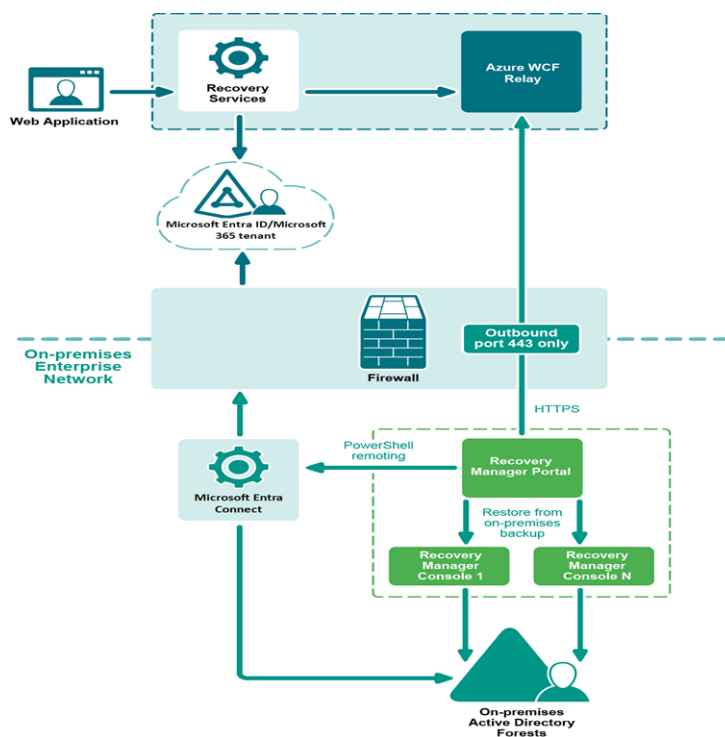 Recovery
Services
Azure WCF
Relay
Web Application
Microsoft Entra ID/Microsoft
365 tenant
On-premises
Enterprise
Network
Firewall
Outbound
port 443 only
HTTPS
PowerShell
remoting
Recovery
Manager Portal
Microsoft Entra
Connect
Restore from
on-premises
backup
Recovery
Manager
Console 1
Recovery
Manager
Console N
On-premises
Active Directory
Forests